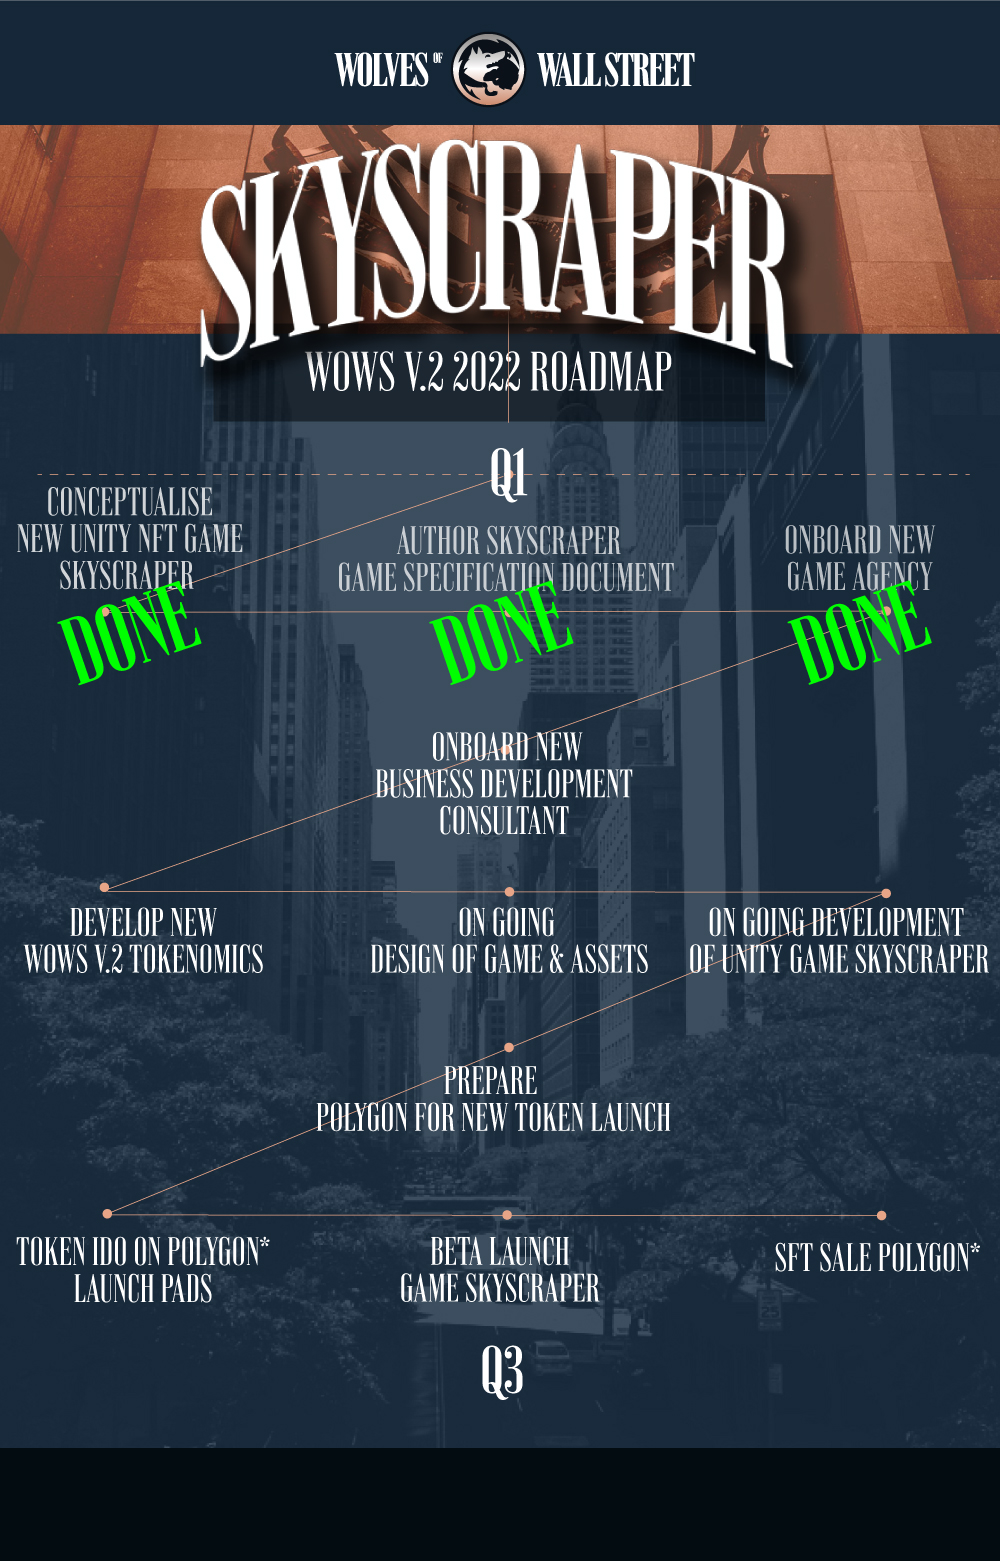 WOLVES OF WALL STREET
SKYSCRAPER
WOWS V.2 2022 ROADMAP
Q1
CONCEPTUALISE
NEW UNITY NFT GAME
SKYSCRAPER
DONE
AUTHOR SKYSCRAPER
GAME SPECIFICATION DOCUMENT
DONE
ONBOARD NEW
GAME AGENCY
DONE
ONBOARD NEW
BUSINESS DEVELOPMENT
CONSULTANT
DEVELOP NEW
WOWS V.2 TOKENOMICS
ON GOING
DESIGN OF GAME & ASSETS
ON GOING DEVELOPMENT
OF UNITY GAME SKYSCRAPER
PREPARE
POLYGON FOR NEW TOKEN LAUNCH
TOKEN IDO ON POLYGON*
LAUNCH PADS
BETA LAUNCH
GAME SKYSCRAPER
SFT SALE POLYGON*
Q3